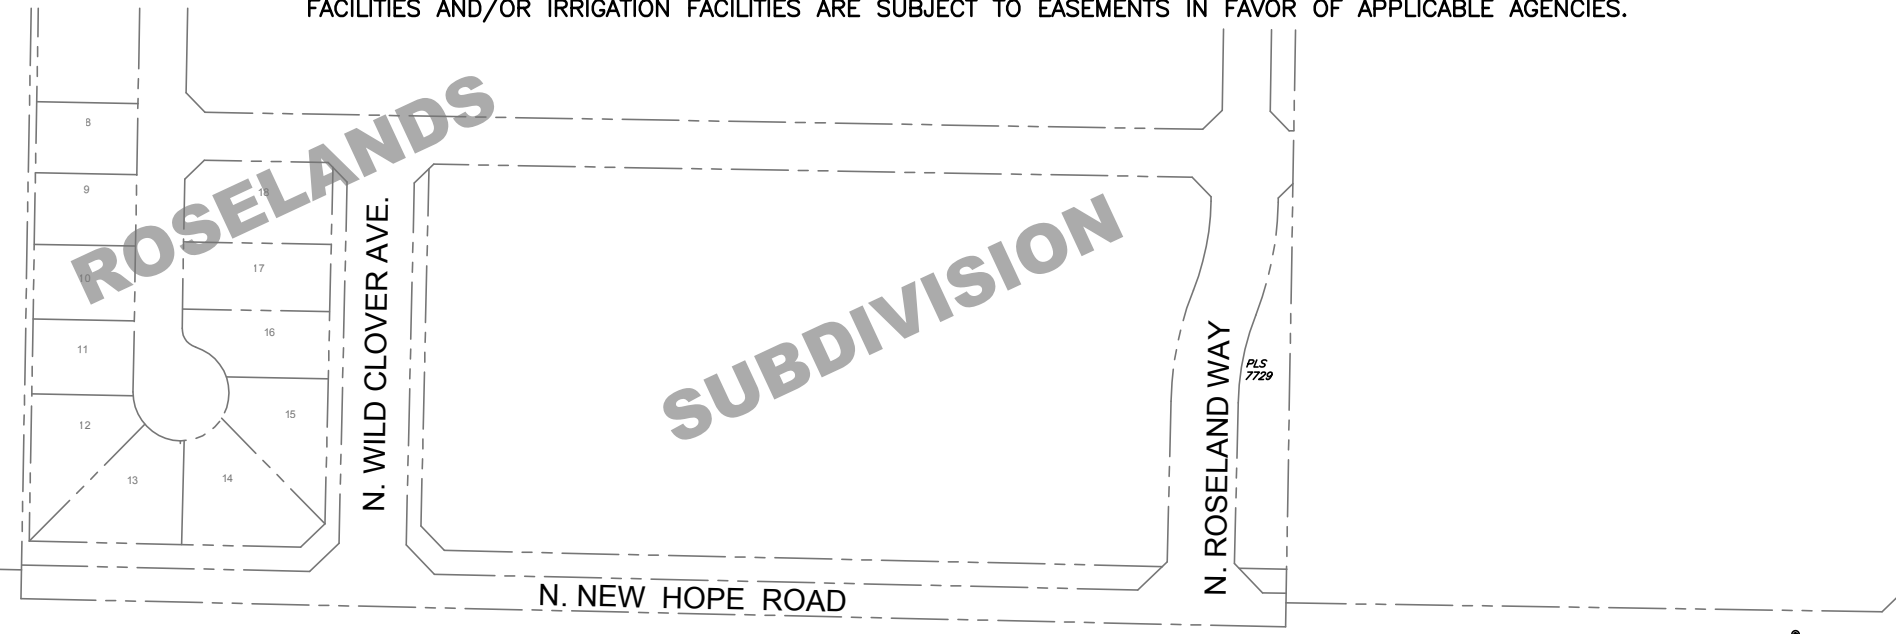 FACILITIES AND/OR IRRIGATION FACILITIES ARE SUBJECT TO EASEMENTS IN FAVOR OF APPLICABLE AGENCIES.
ROSELANDS
SUBDIVISION
8
9
10
11
12
13
14
15
16
17
18
N. WILD CLOVER AVE.
N. ROSELAND WAY
PLS
7729
N. NEW HOPE ROAD